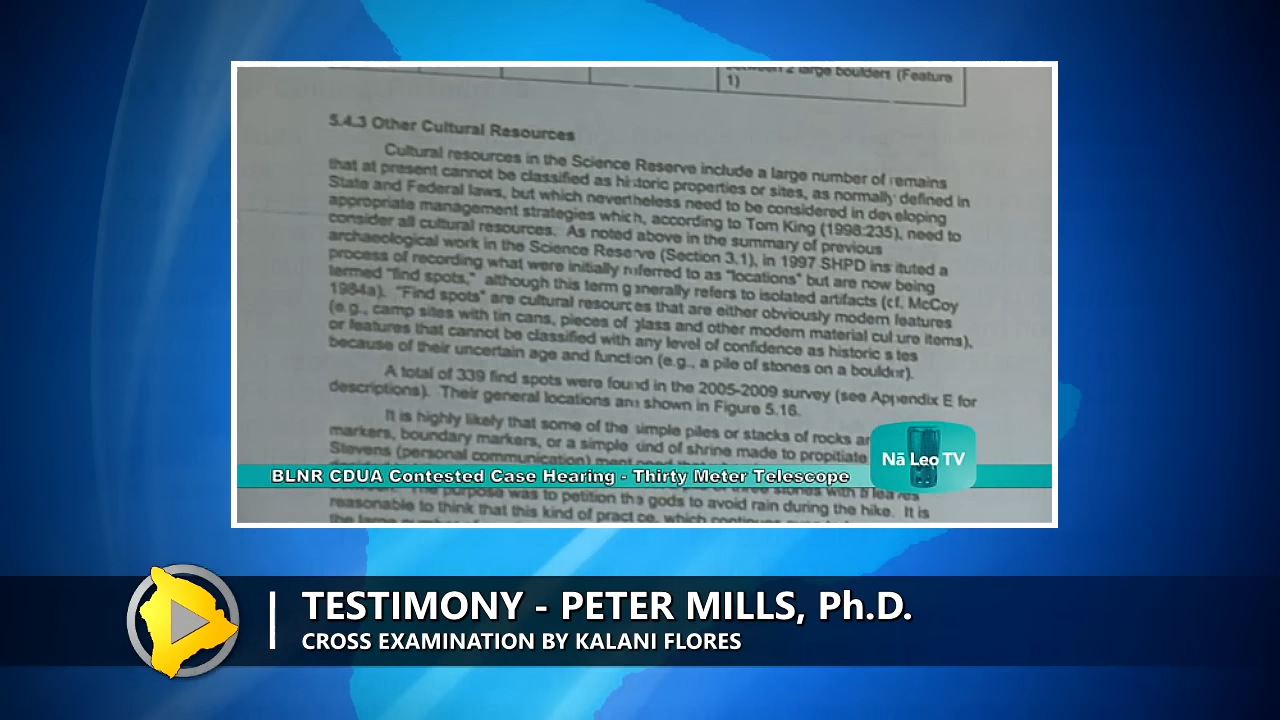 between 2 large boulders (Feature
1)
5.4.3 Other Cultural Resources
Cultural resources in the Science Reserve include a large number of remains
that at present cannot be classified as historic properties or sites, as normally defined in
State and Federal laws, but which nevertheless need to be considered in developing
appropriate management strategies which, according to Tom King (1998:235), need to
consider all cultural resources. As noted above in the summary of previous
archaeological work in the Science Reserve (Section 3.1), in 1997 SHPD instituted a
process of recording what were initially referred to as "locations" but are now being
termed "find spots," although this term generally refers to isolated artifacts (cf. McCoy
1984a). "Find spots" are cultural resources that are either obviously modern features
(e.g., camp sites with tin cans, pieces of glass and other modern material culture items),
or features that cannot be classified with any level of confidence as historic sites
because of their uncertain age and function (e.g., a pile of stones on a boulder).
A total of 339 find spots were found in the 2005-2009 survey (see Appendix E for
descriptions). Their general locations are shown in Figure 5.16.
It is highly likely that some of the simple piles or stacks of rocks ar
markers, boundary markers, or a simple kind of shrine made to propitiate
Stevens (personal communication)
Nā Leo TV
BLNR CDUA Contested Case Hearing - Thirty Meter Telescope
The purpose was to petition the gods to avoid rain during the hike. It is
reasonable to think that this kind of practice, which
TESTIMONY - PETER MILLS, Ph.D.
CROSS EXAMINATION BY KALANI FLORES